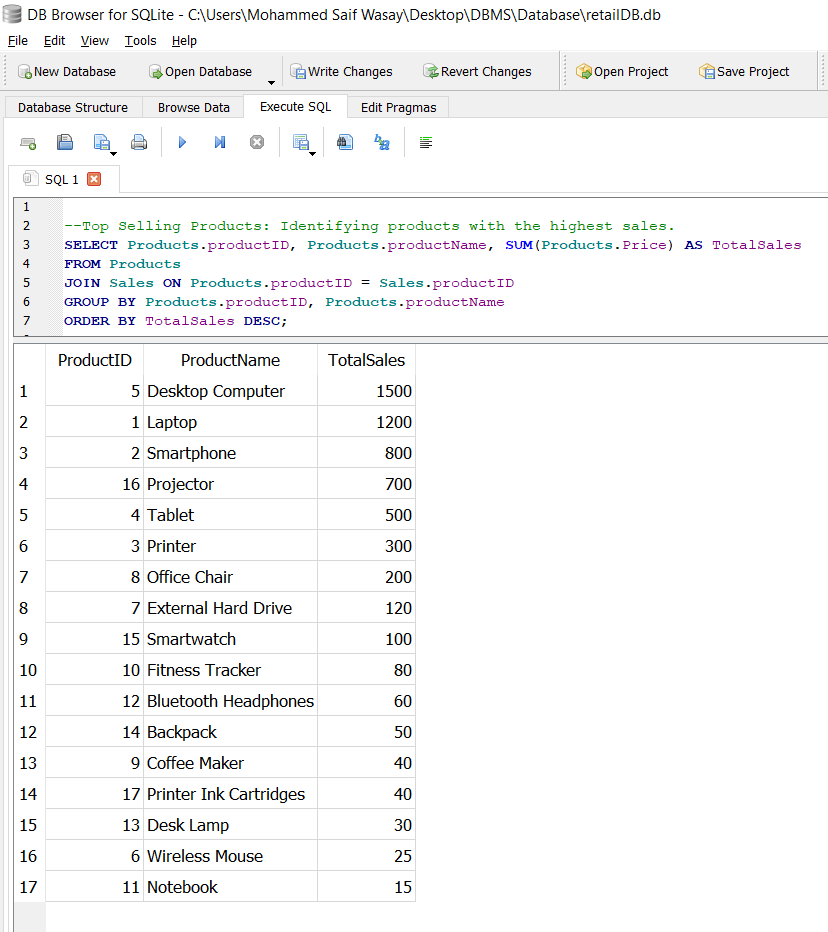 DB Browser for SQLite - C:\Users\Mohammed Saif Wasay\Desktop\DBMS\Database\retailDB.db
File Edit View Tools Help
New Database Open Database Write Changes Revert Changes Open Project Save Project
Database Structure Browse Data Execute SQL Edit Pragmas
SQL 1
1
2 --Top Selling Products: Identifying products with the highest sales.
3 SELECT Products.productID, Products.productName, SUM(Products.Price) AS TotalSales
4 FROM Products
5 JOIN Sales ON Products.productID = Sales.productID
6 GROUP BY Products.productID, Products.productName
7 ORDER BY TotalSales DESC;
ProductID ProductName TotalSales
1 5 Desktop Computer 1500
2 1 Laptop 1200
3 2 Smartphone 800
4 16 Projector 700
5 4 Tablet 500
6 3 Printer 300
7 8 Office Chair 200
8 7 External Hard Drive 120
9 15 Smartwatch 100
10 10 Fitness Tracker 80
11 12 Bluetooth Headphones 60
12 14 Backpack 50
13 9 Coffee Maker 40
14 17 Printer Ink Cartridges 40
15 13 Desk Lamp 30
16 6 Wireless Mouse 25
17 11 Notebook 15